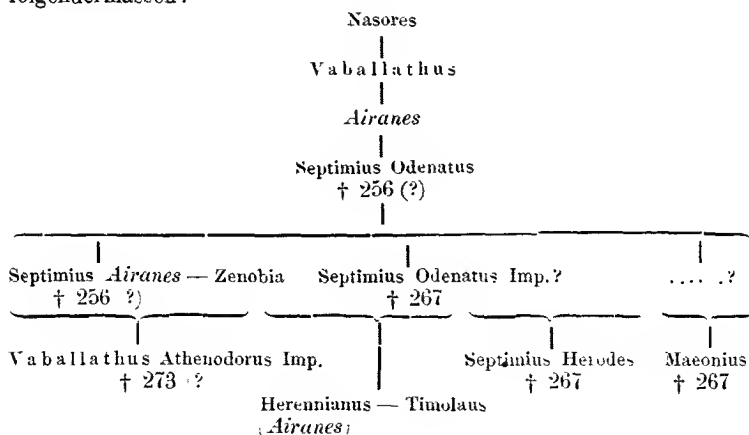 folgendermassen:
Nasores
Vaballathus
Airanes
Septimius Odenatus
† 256 (?)
Septimius Airanes — Zenobia Septimius Odenatus Imp. ? ..... ?
† 256 ?) † 267
Vaballathus Athenodorus Imp. Septimius Herodes Maeonius
† 273 ? † 267 † 267
Herennianus — Timolaus
(Airanes)